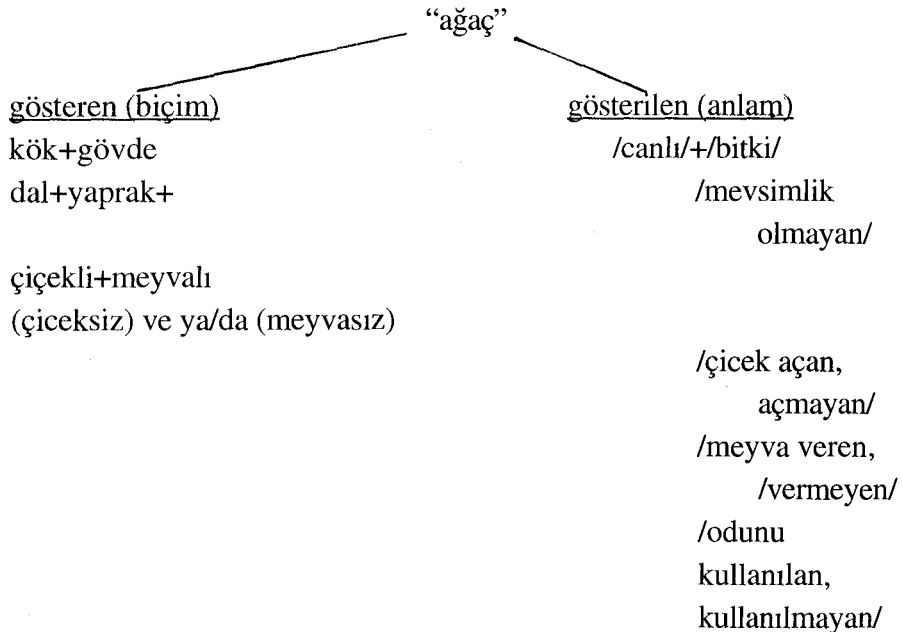 “ağaç”
gösteren (biçim)
kök+gövde
dal+yaprak+
çiçekli+meyvalı
(çiceksiz) ve ya/da (meyvasız)
gösterilen (anlam)
/canlı/+/bitki/
/mevsimlik
olmayan/
/çicek açan,
açmayan/
/meyva veren,
/vermeyen/
/odunu
kullanılan,
kullanılmayan/